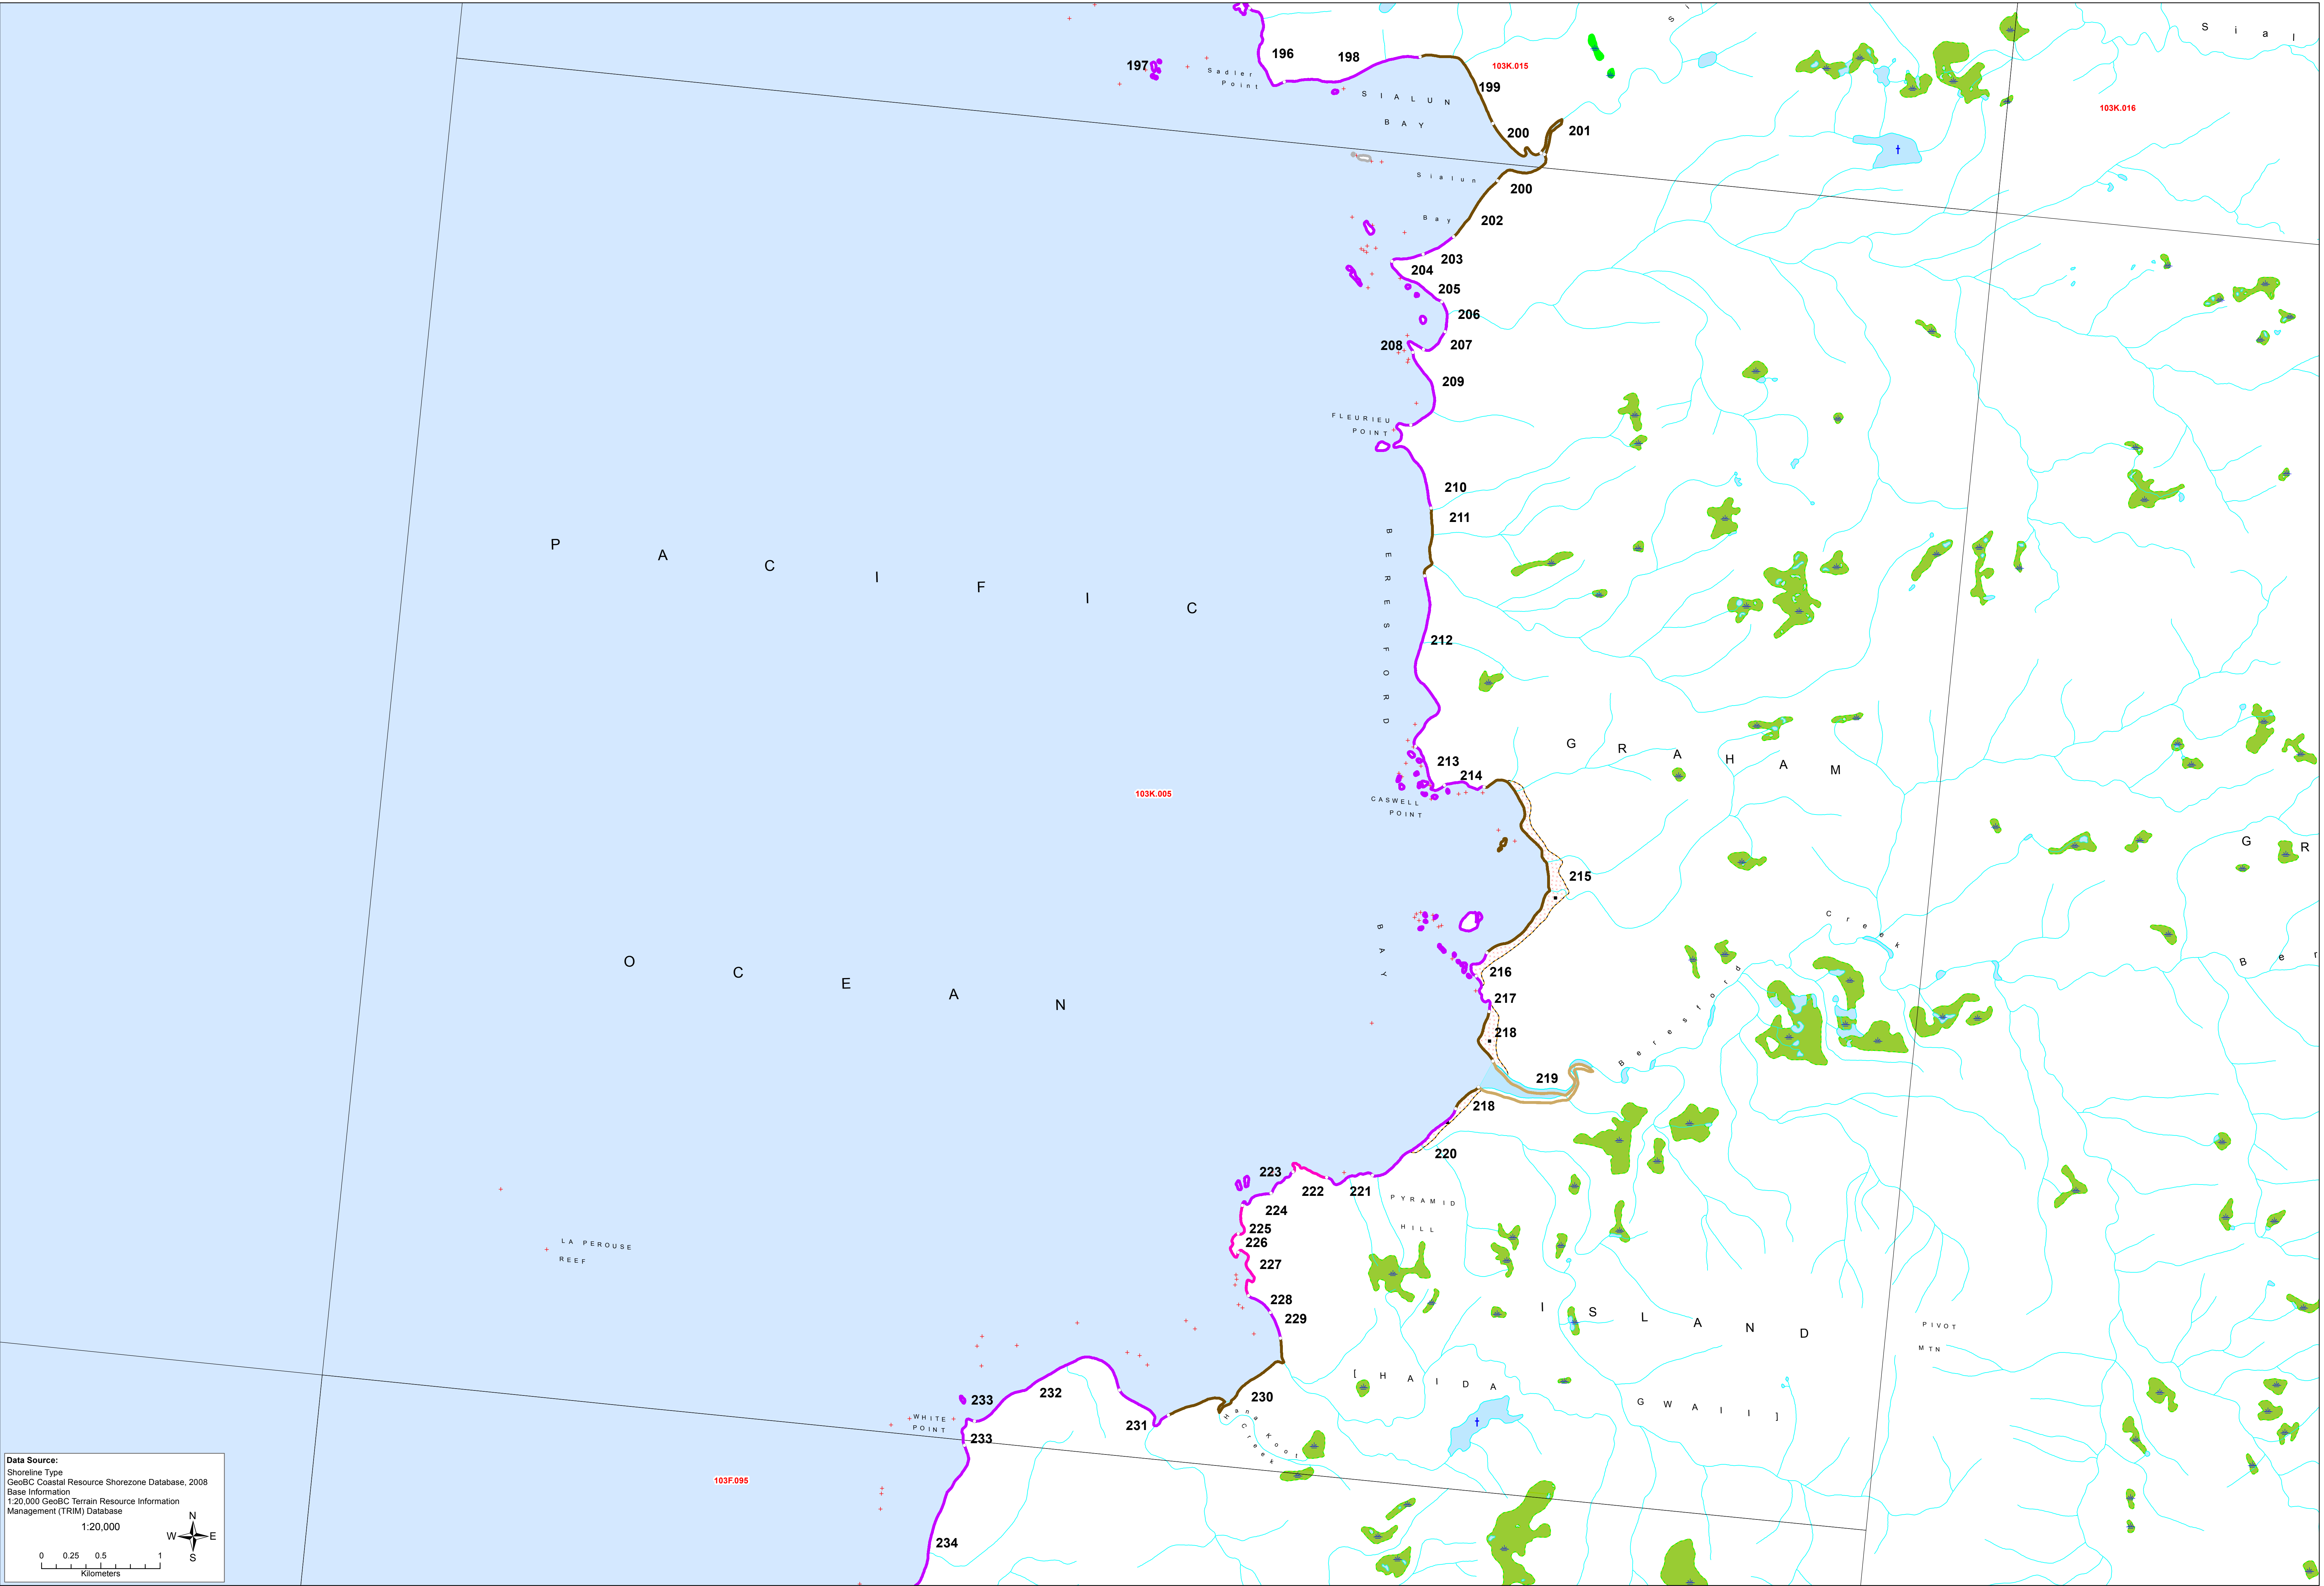 S i
S i a l
196
198
197
Sadler
Point
103K.015
199
103K.016
SIALUN
BAY
200
201
Sialun
200
Bay
202
203
204
205
206
208
207
209
FLEURIEU
POINT
210
211
BERESFORD
PACIFIC
212
GRAHAM
213
214
103K.005
CASWELL
POINT
G R
215
Creek
BAY
OCEAN
216
Beresford
B e r
217
218
219
218
220
223
222
221
224
PYRAMID
HILL
225
226
LA PEROUSE
REEF
227
228
ISLAND
229
PIVOT
MTN
[HAIDA
GWAII]
232
233
230
WHITE
POINT
231
Hana Koot
Creek
233
103F.095
234
Data Source:
Shoreline Type
GeoBC Coastal Resource Shorezone Database, 2008
Base Information
1:20,000 GeoBC Terrain Resource Information
Management (TRIM) Database
1:20,000
N
W E
S
0 0.25 0.5 1
Kilometers